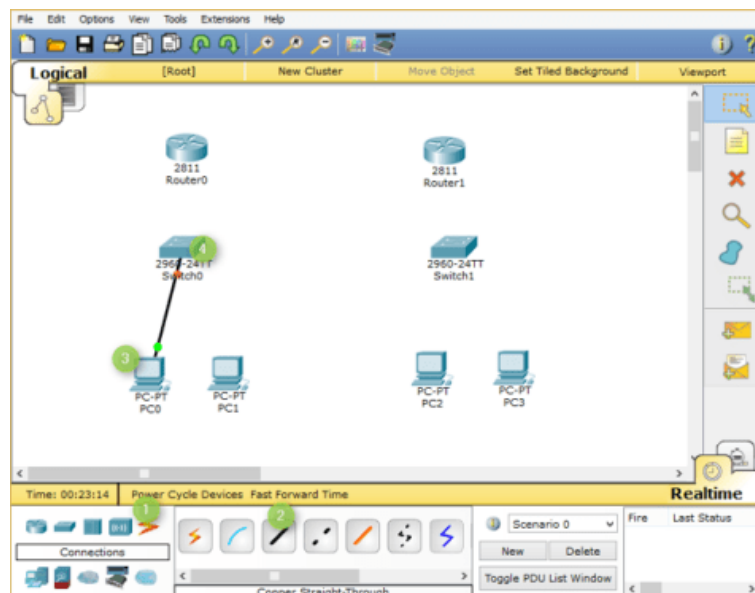 File Edit Options View Tools Extensions Help
Logical [Root] New Cluster Move Object Set Tiled Background Viewport
2811
Router0
2811
Router1
4
2960-24TT
Switch0
2960-24TT
Switch1
3
PC-PT
PC0
PC-PT
PC1
PC-PT
PC2
PC-PT
PC3
Time: 00:23:14 Power Cycle Devices Fast Forward Time Realtime
1
2
Connections
Copper Straight-Through
Scenario 0
New Delete
Toggle PDU List Window
Fire Last Status